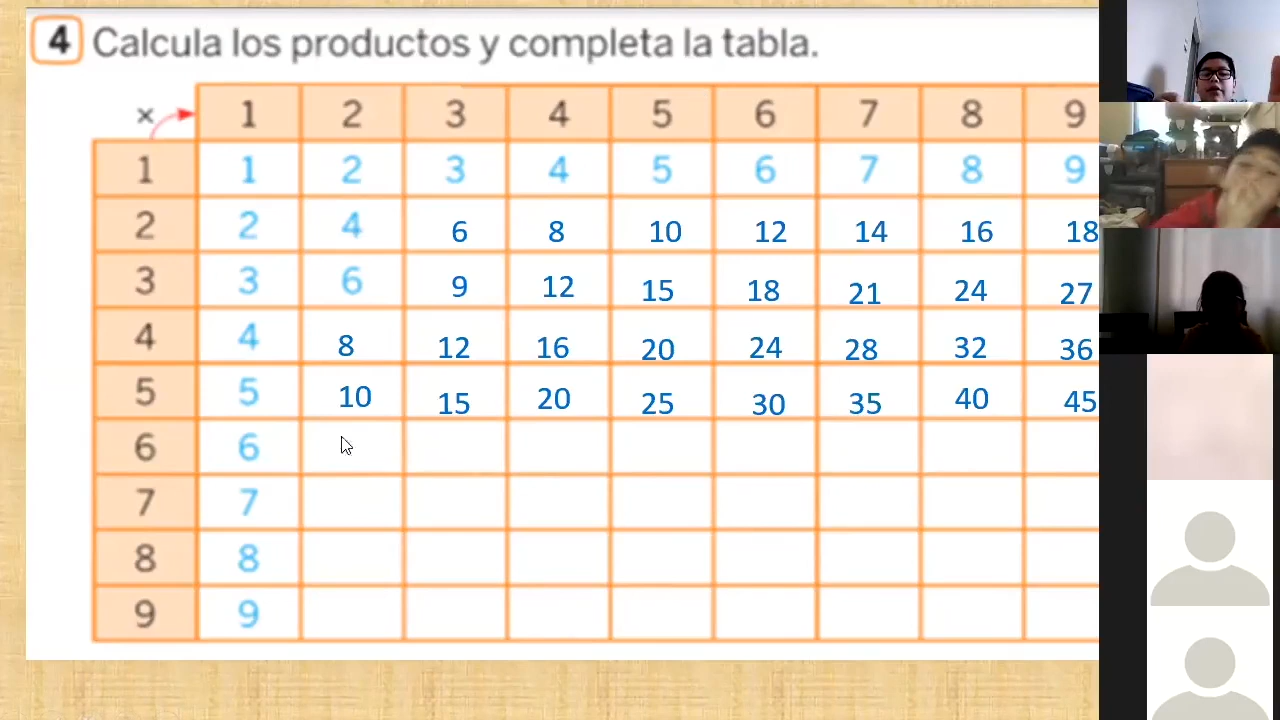 4 Calcula los productos y completa la tabla.
× 1 2 3 4 5 6 7 8 9
1 1 2 3 4 5 6 7 8 9
2 2 4 6 8 10 12 14 16 18
3 3 6 9 12 15 18 21 24 27
4 4 8 12 16 20 24 28 32 36
5 5 10 15 20 25 30 35 40 45
6 6
7 7
8 8
9 9